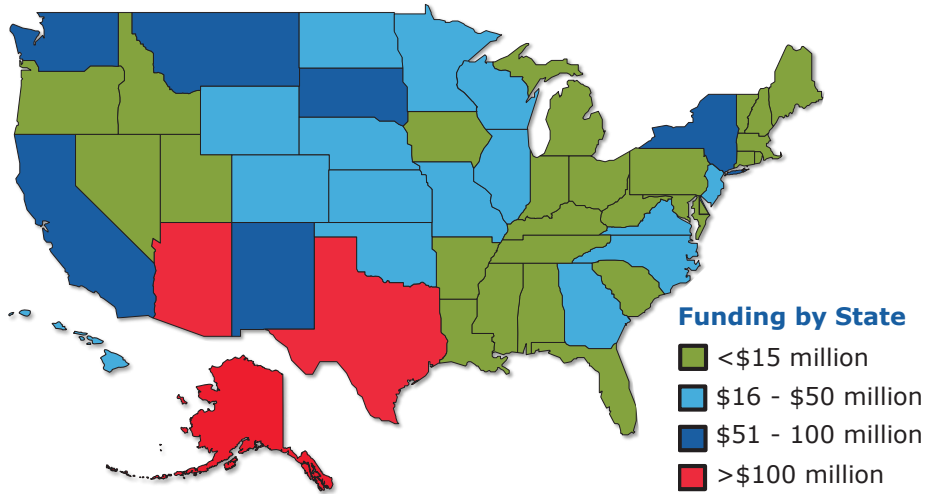 Funding by State
<$15 million
$16 - $50 million
$51 - 100 million
>$100 million